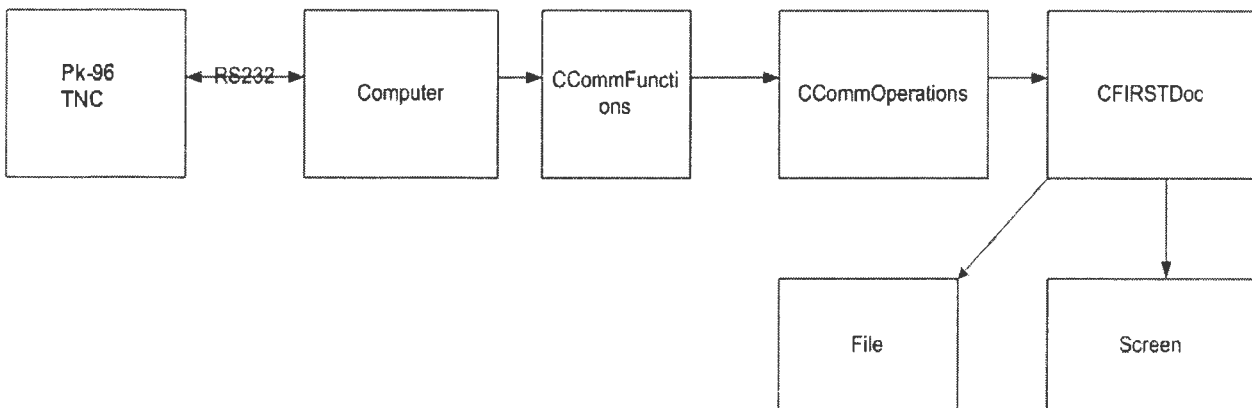 Pk-96
TNC
RS232
Computer
CCommFuncti
ons
CCommOperations
CFIRSTDoc
File
Screen